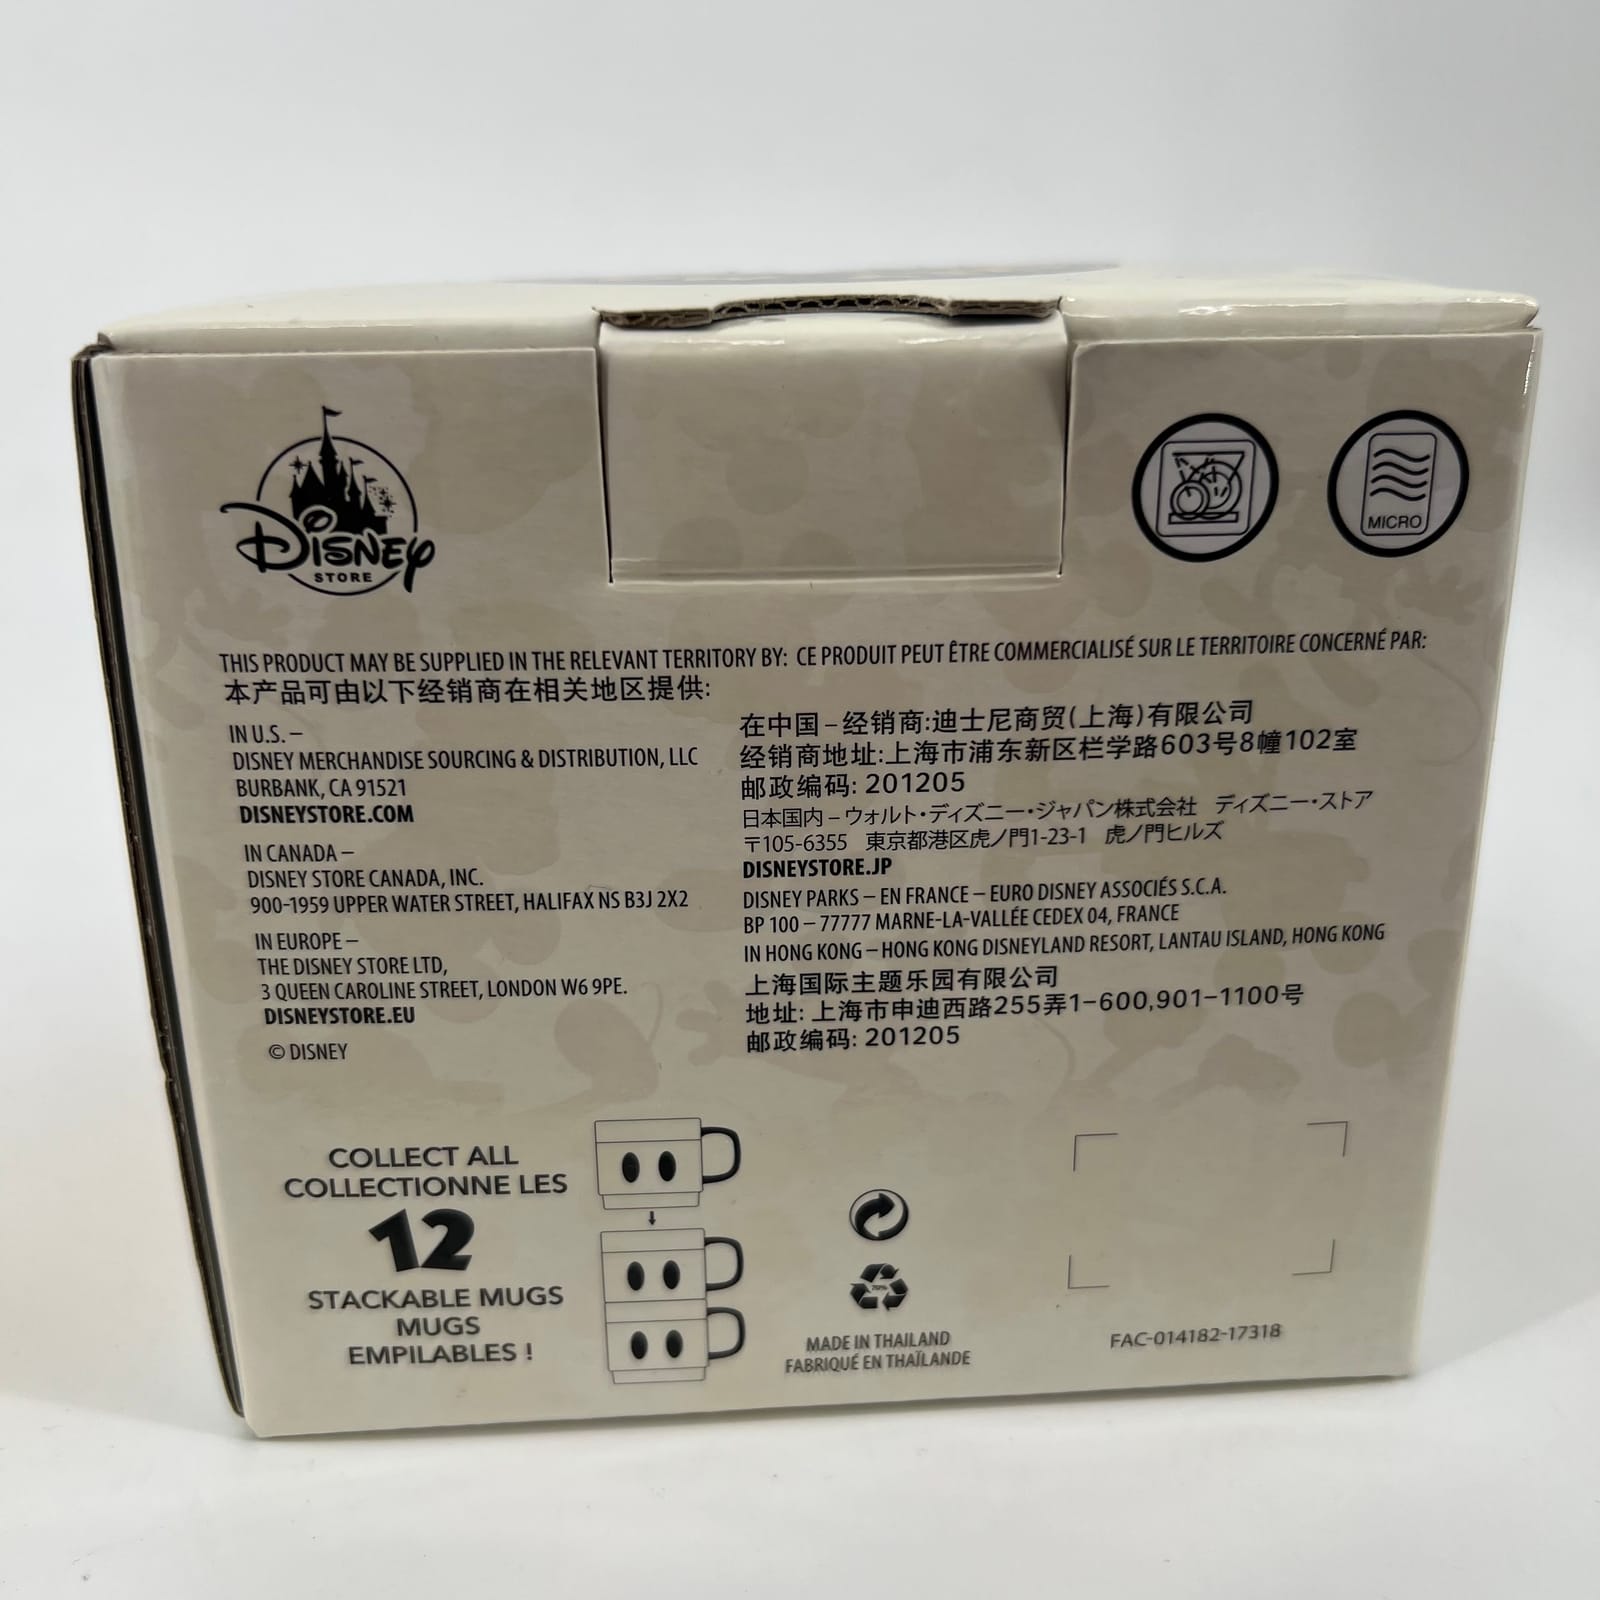 Disney
STORE
MICRO
THIS PRODUCT MAY BE SUPPLIED IN THE RELEVANT TERRITORY BY: CE PRODUIT PEUT ÊTRE COMMERCIALISÉ SUR LE TERRITOIRE CONCERNÉ PAR:
本产品可由以下经销商在相关地区提供:
IN U.S. –
DISNEY MERCHANDISE SOURCING & DISTRIBUTION, LLC
BURBANK, CA 91521
DISNEYSTORE.COM
IN CANADA –
DISNEY STORE CANADA, INC.
900-1959 UPPER WATER STREET, HALIFAX NS B3J 2X2
IN EUROPE –
THE DISNEY STORE LTD,
3 QUEEN CAROLINE STREET, LONDON W6 9PE.
DISNEYSTORE.EU
© DISNEY
在中国–经销商:迪士尼商贸(上海)有限公司
经销商地址:上海市浦东新区栏学路603号8幢102室
邮政编码: 201205
日本国内 – ウォルト・ディズニー・ジャパン株式会社 ディズニー・ストア
〒105-6355 東京都港区虎ノ門1-23-1 虎ノ門ヒルズ
DISNEYSTORE.JP
DISNEY PARKS – EN FRANCE – EURO DISNEY ASSOCIÉS S.C.A.
BP 100 – 77777 MARNE-LA-VALLÉE CEDEX 04, FRANCE
IN HONG KONG – HONG KONG DISNEYLAND RESORT, LANTAU ISLAND, HONG KONG
上海国际主题乐园有限公司
地址: 上海市申迪西路255弄1-600,901-1100号
邮政编码: 201205
COLLECT ALL
COLLECTIONNE LES
12
STACKABLE MUGS
MUGS
EMPILABLES !
MADE IN THAILAND
FABRIQUÉ EN THAÏLANDE
FAC-014182-17318